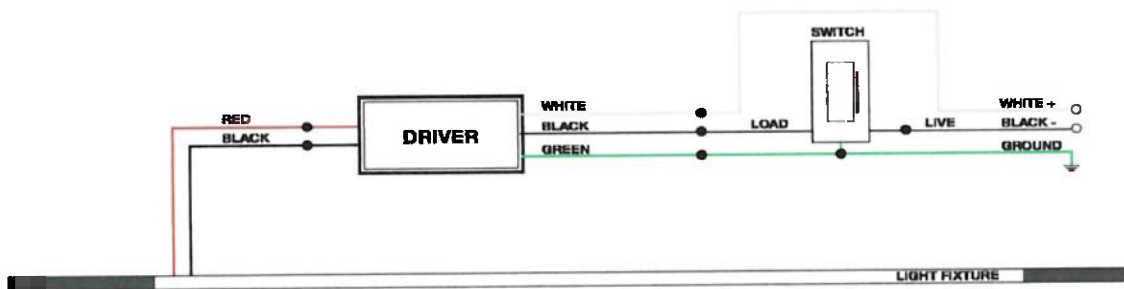 SWITCH
WHITE
WHITE +
RED
BLACK
LOAD
LIVE
BLACK -
BLACK
DRIVER
GREEN
GROUND
LIGHT FIXTURE